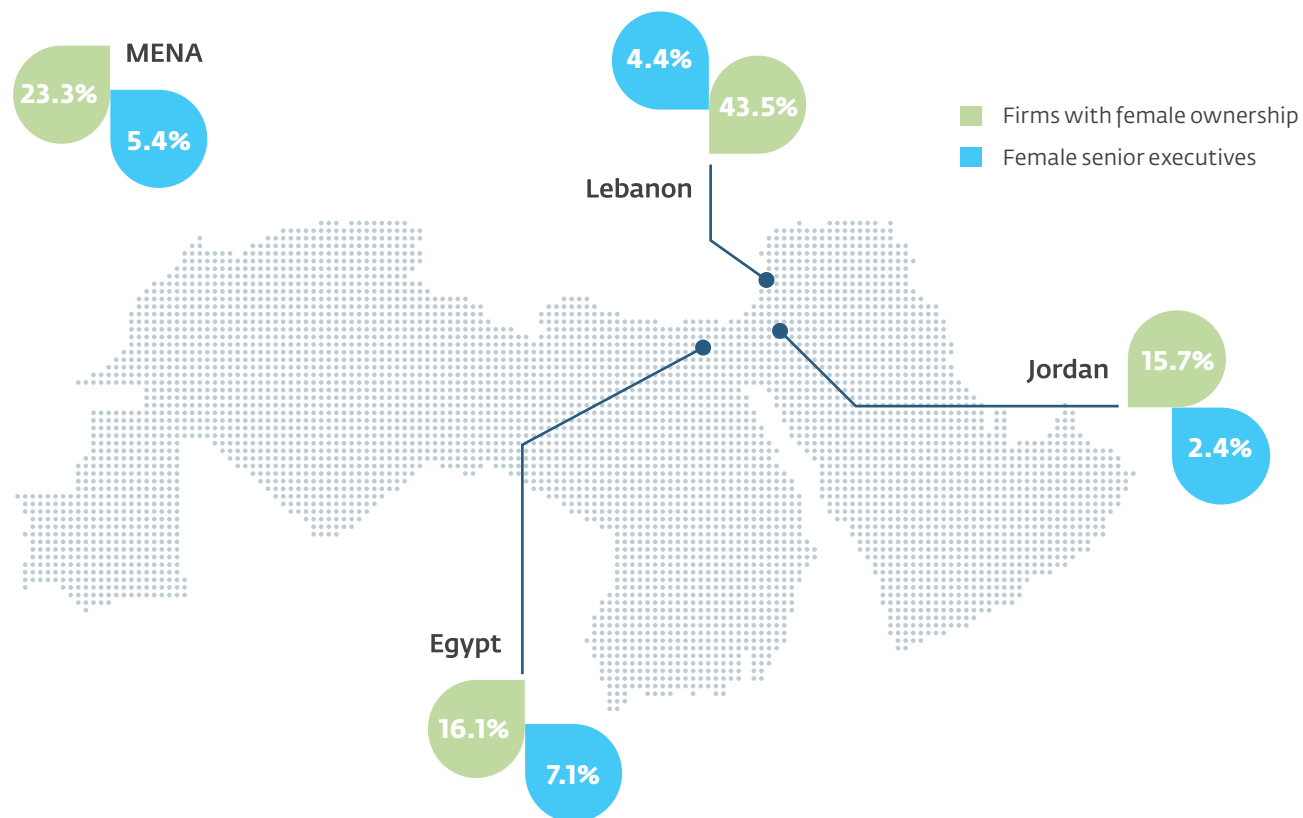 MENA
23.3%
5.4%
4.4%
43.5%
Lebanon
Firms with female ownership
Female senior executives
Jordan
15.7%
2.4%
Egypt
16.1%
7.1%